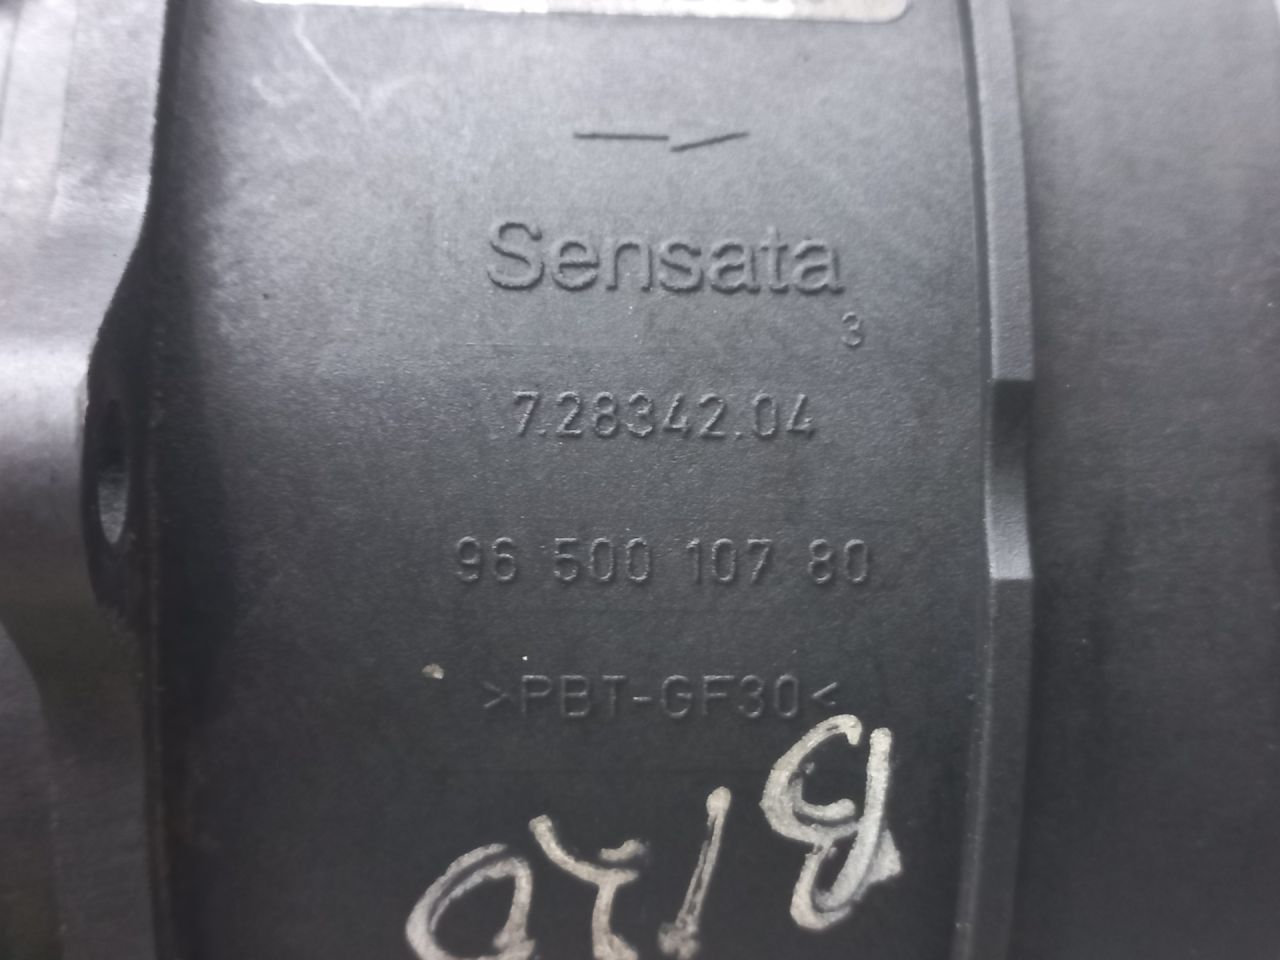 Sensata
3
7.28342.04
96 500 107 80
>PBT-GF30<